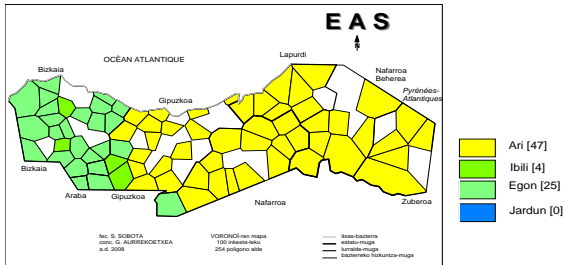 E A S
N
OCÈAN ATLANTIQUE
Lapurdi
Bizkaia
Nafarroa
Beherea
Pyrénées-
Atlantiques
Gipuzkoa
Bizkaia
Araba
Gipuzkoa
Nafarroa
Zuberoa
Ari [47]
Ibili [4]
Egon [25]
Jardun [0]
fec. S. SOBOTA
conc. G. AURREKOETXEA
a.d. 2008
VORONOÏ-ren mapa
100 inkesta-leku
254 poligono alde
itsas-bazterra
estatu-muga
lurralde-muga
bazterreko hizkuntza-muga